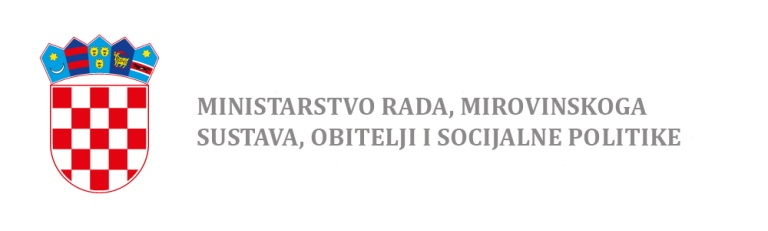 MINISTARSTVO RADA, MIROVINSKOGA
SUSTAVA, OBITELJI I SOCIJALNE POLITIKE